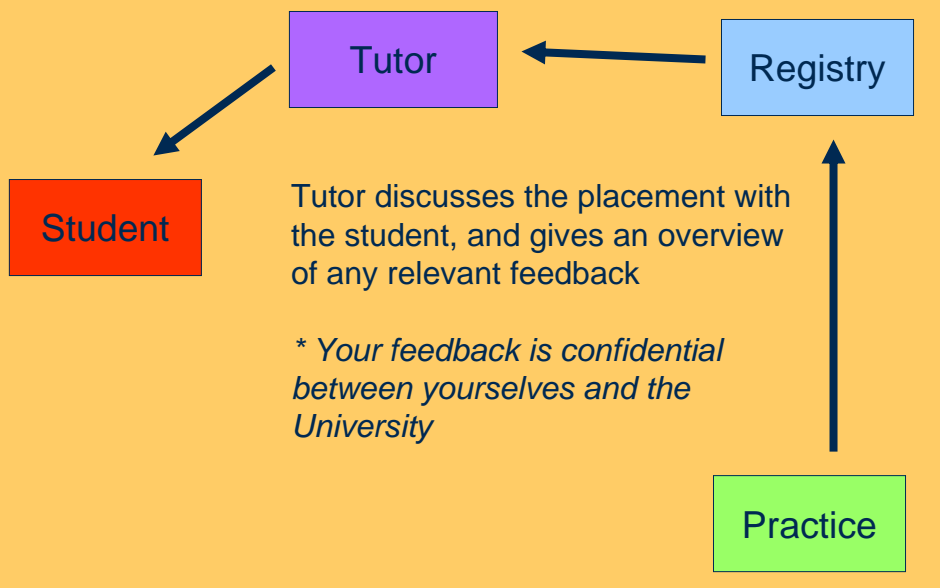 Tutor
Registry
Student
Tutor discusses the placement with
the student, and gives an overview
of any relevant feedback
* Your feedback is confidential
between yourselves and the
University
Practice